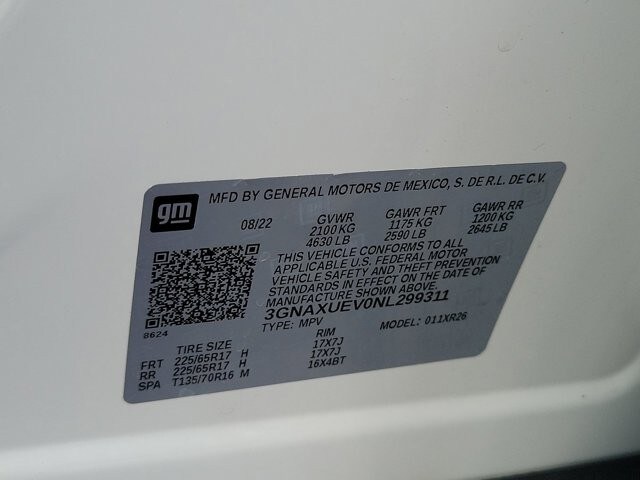 gm
MFD BY GENERAL MOTORS DE MEXICO, S. DE R.L. DE C.V.
08/22 GVWR GAWR FRT GAWR RR
2100 KG 1175 KG 1200 KG
4630 LB 2590 LB 2645 LB
THIS VEHICLE CONFORMS TO ALL
APPLICABLE U.S. FEDERAL MOTOR
VEHICLE SAFETY AND THEFT PREVENTION
STANDARDS IN EFFECT ON THE DATE OF
MANUFACTURE SHOWN ABOVE.
3GNAXUEV0NL299311
8624
TYPE: MPV MODEL: 011XR26
TIRE SIZE RIM
FRT 225/65R17 H 17X7J
RR 225/65R17 H 17X7J
SPA T135/70R16 M 16X4BT